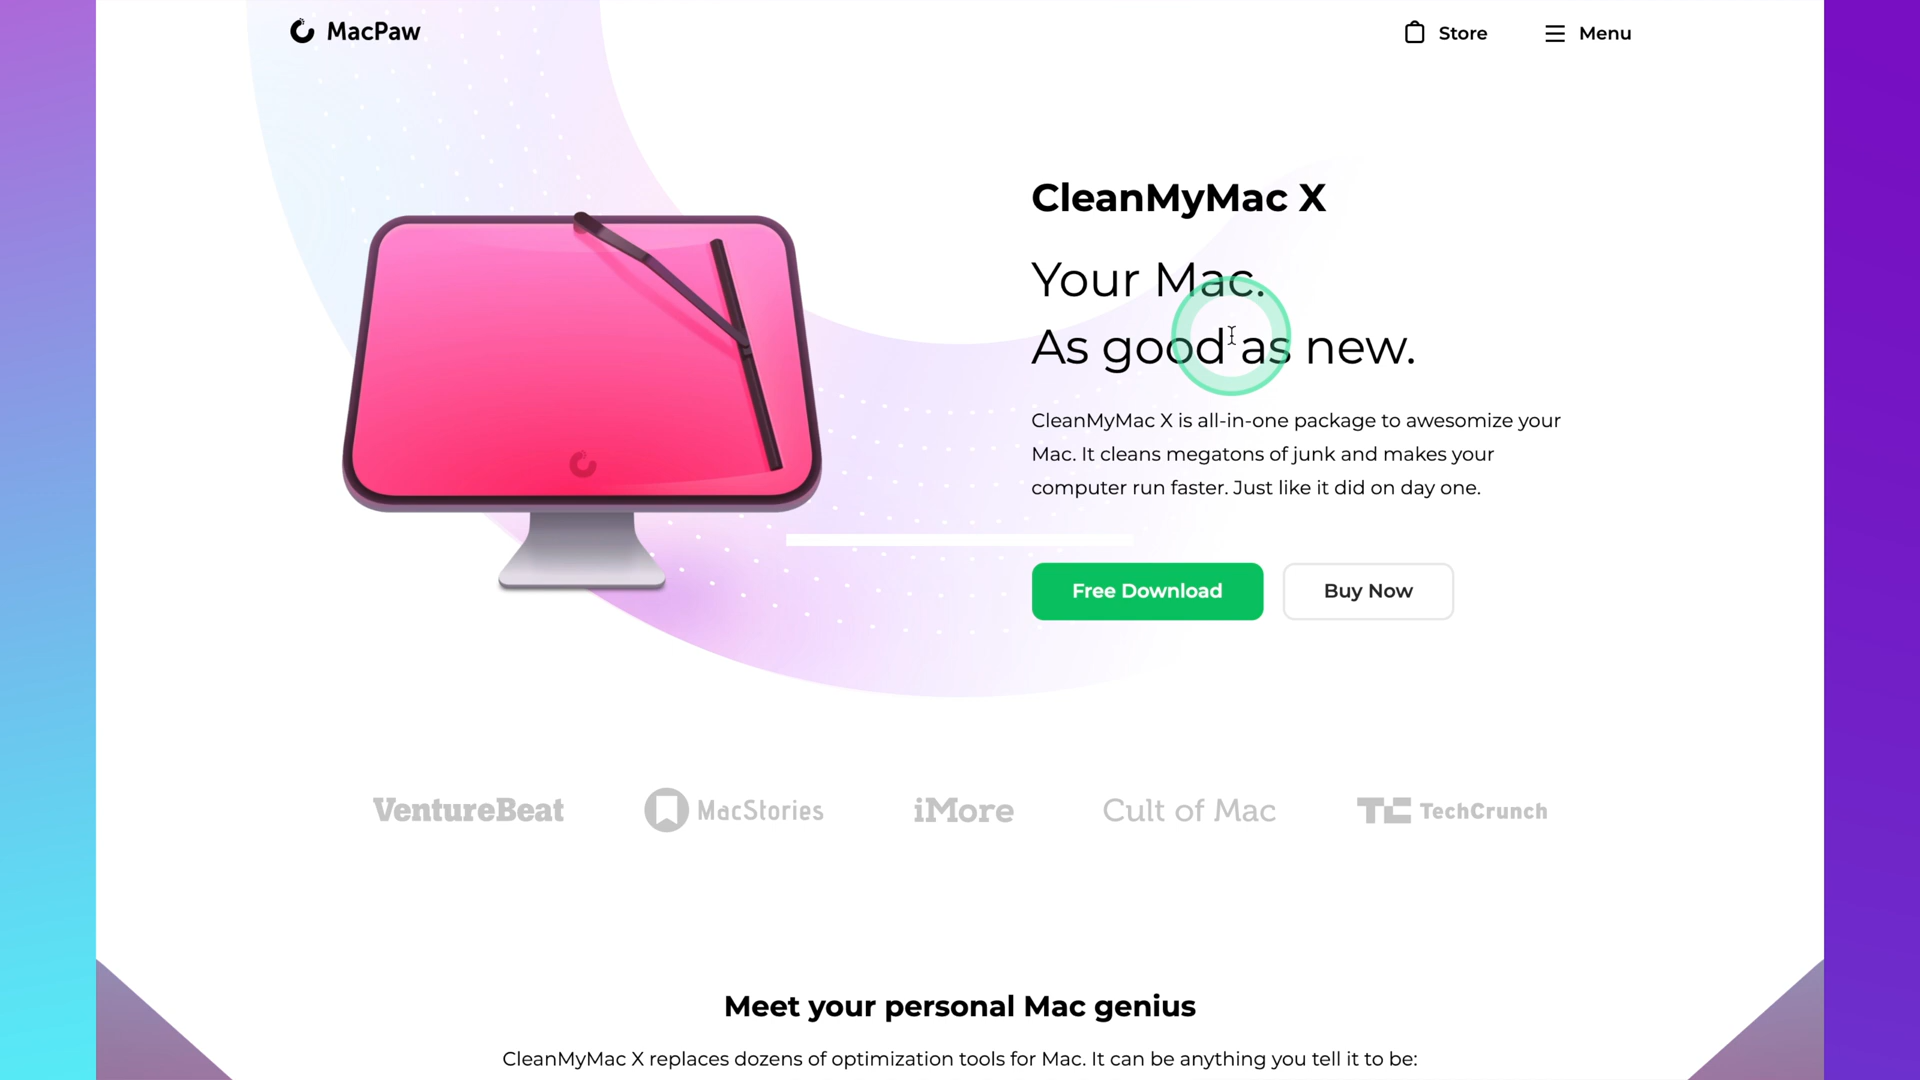 MacPaw
Store
Menu
CleanMyMac X
Your Mac.
As good as new.
CleanMyMac X is all-in-one package to awesomize your
Mac. It cleans megatons of junk and makes your
computer run faster. Just like it did on day one.
Free Download
Buy Now
VentureBeat
MacStories
iMore
Cult of Mac
TC TechCrunch
Meet your personal Mac genius
CleanMyMac X replaces dozens of optimization tools for Mac. It can be anything you tell it to be: